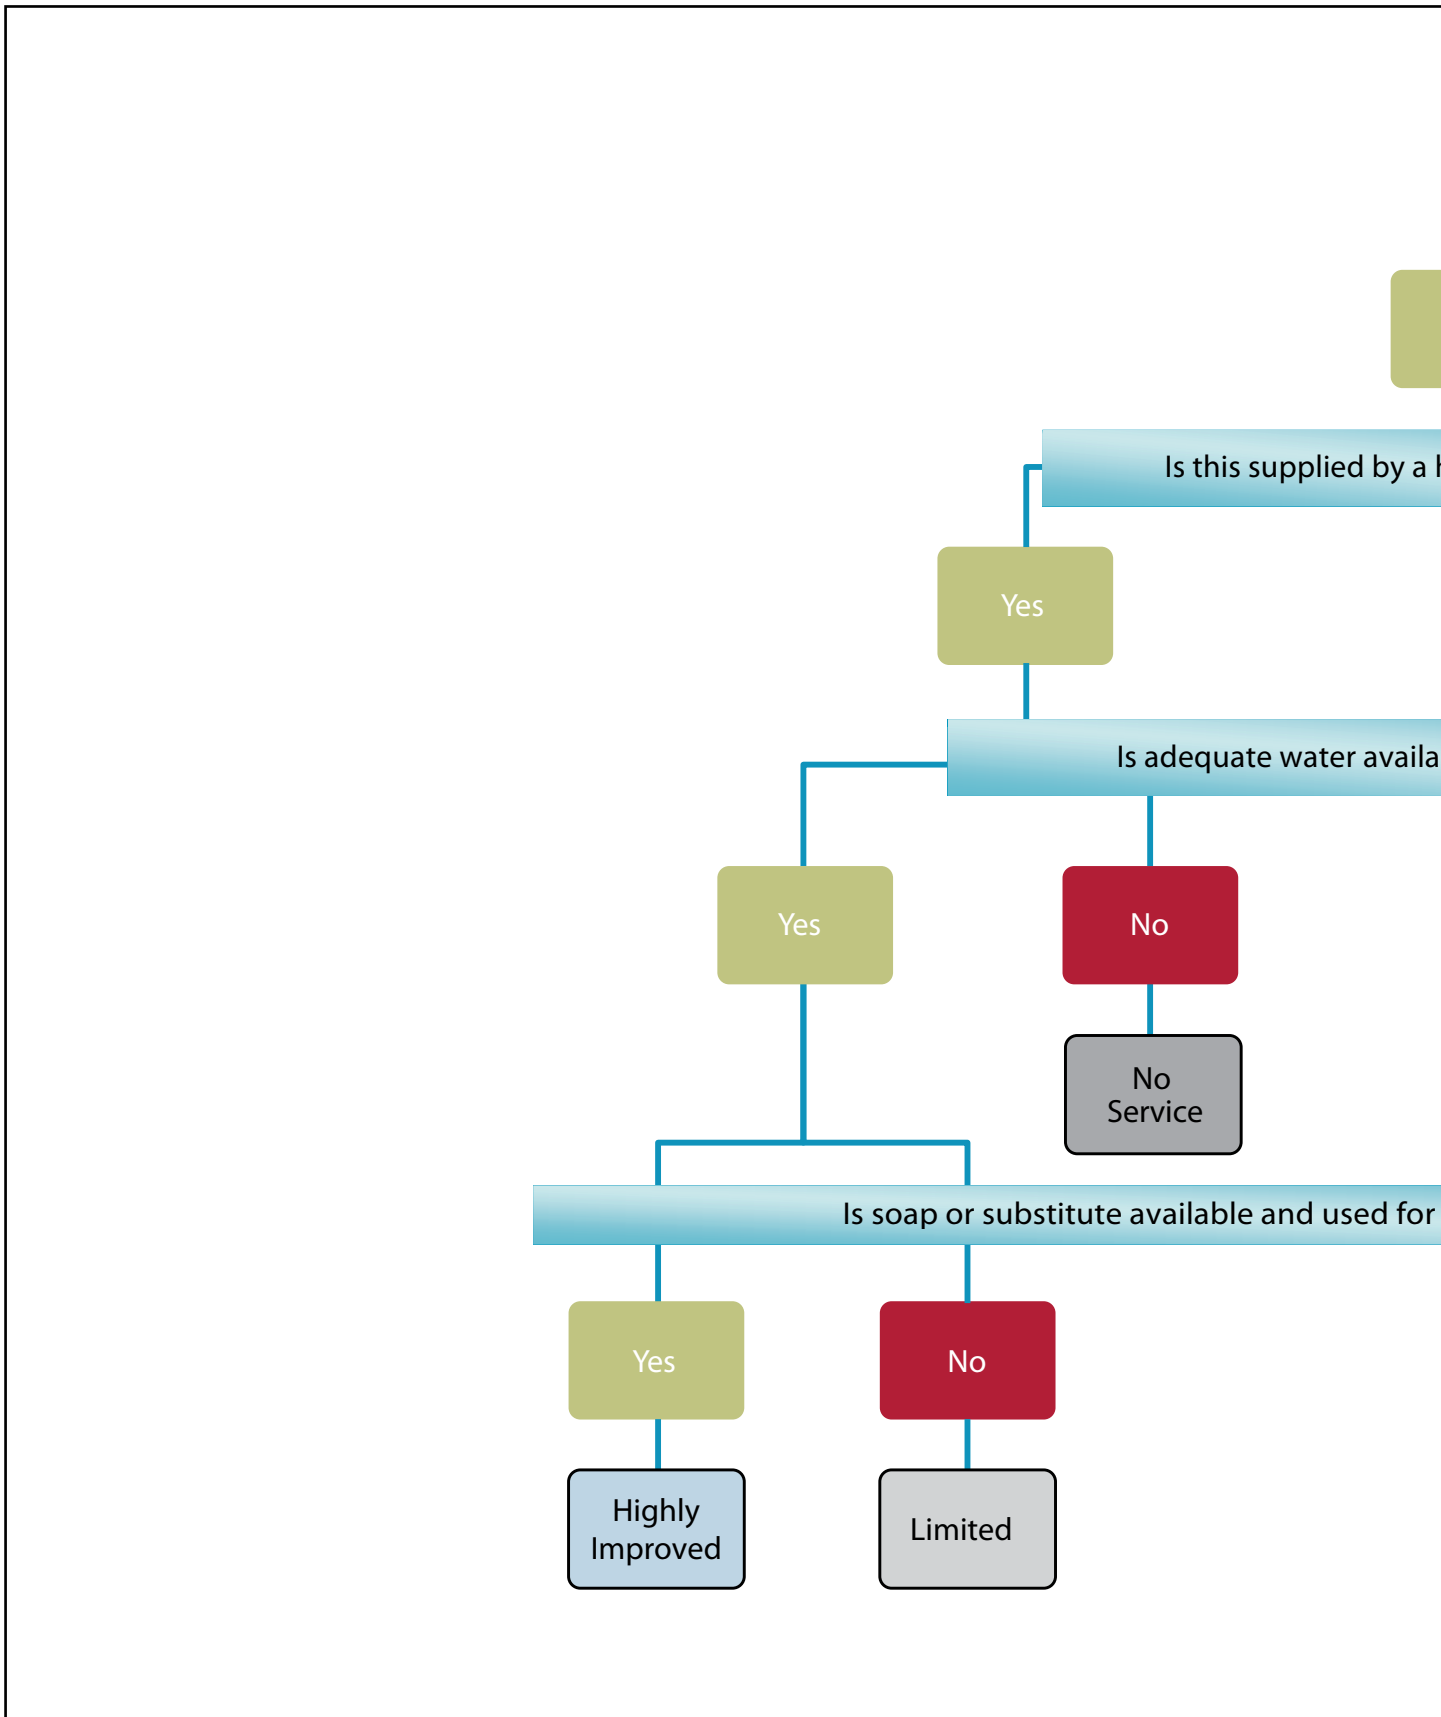 Is this supplied by a
Yes
Is adequate water
Yes
No
No
Service
Is soap or substitute available and used for
Yes
No
Highly
Improved
Limited